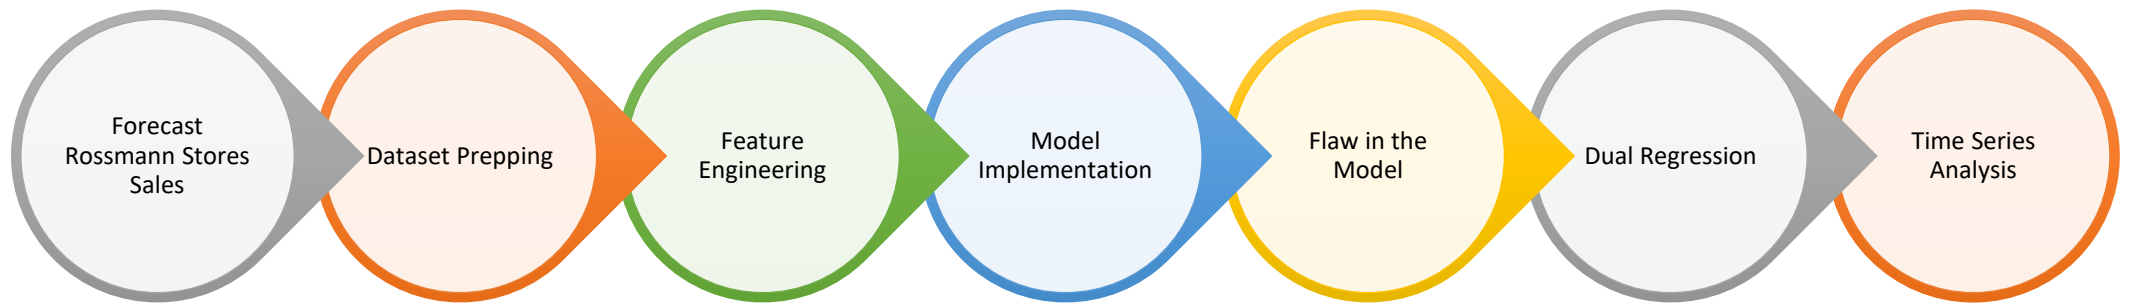 Forecast
Rossmann Stores
Sales
Dataset Prepping
Feature
Engineering
Model
Implementation
Flaw in the
Model
Dual Regression
Time Series
Analysis